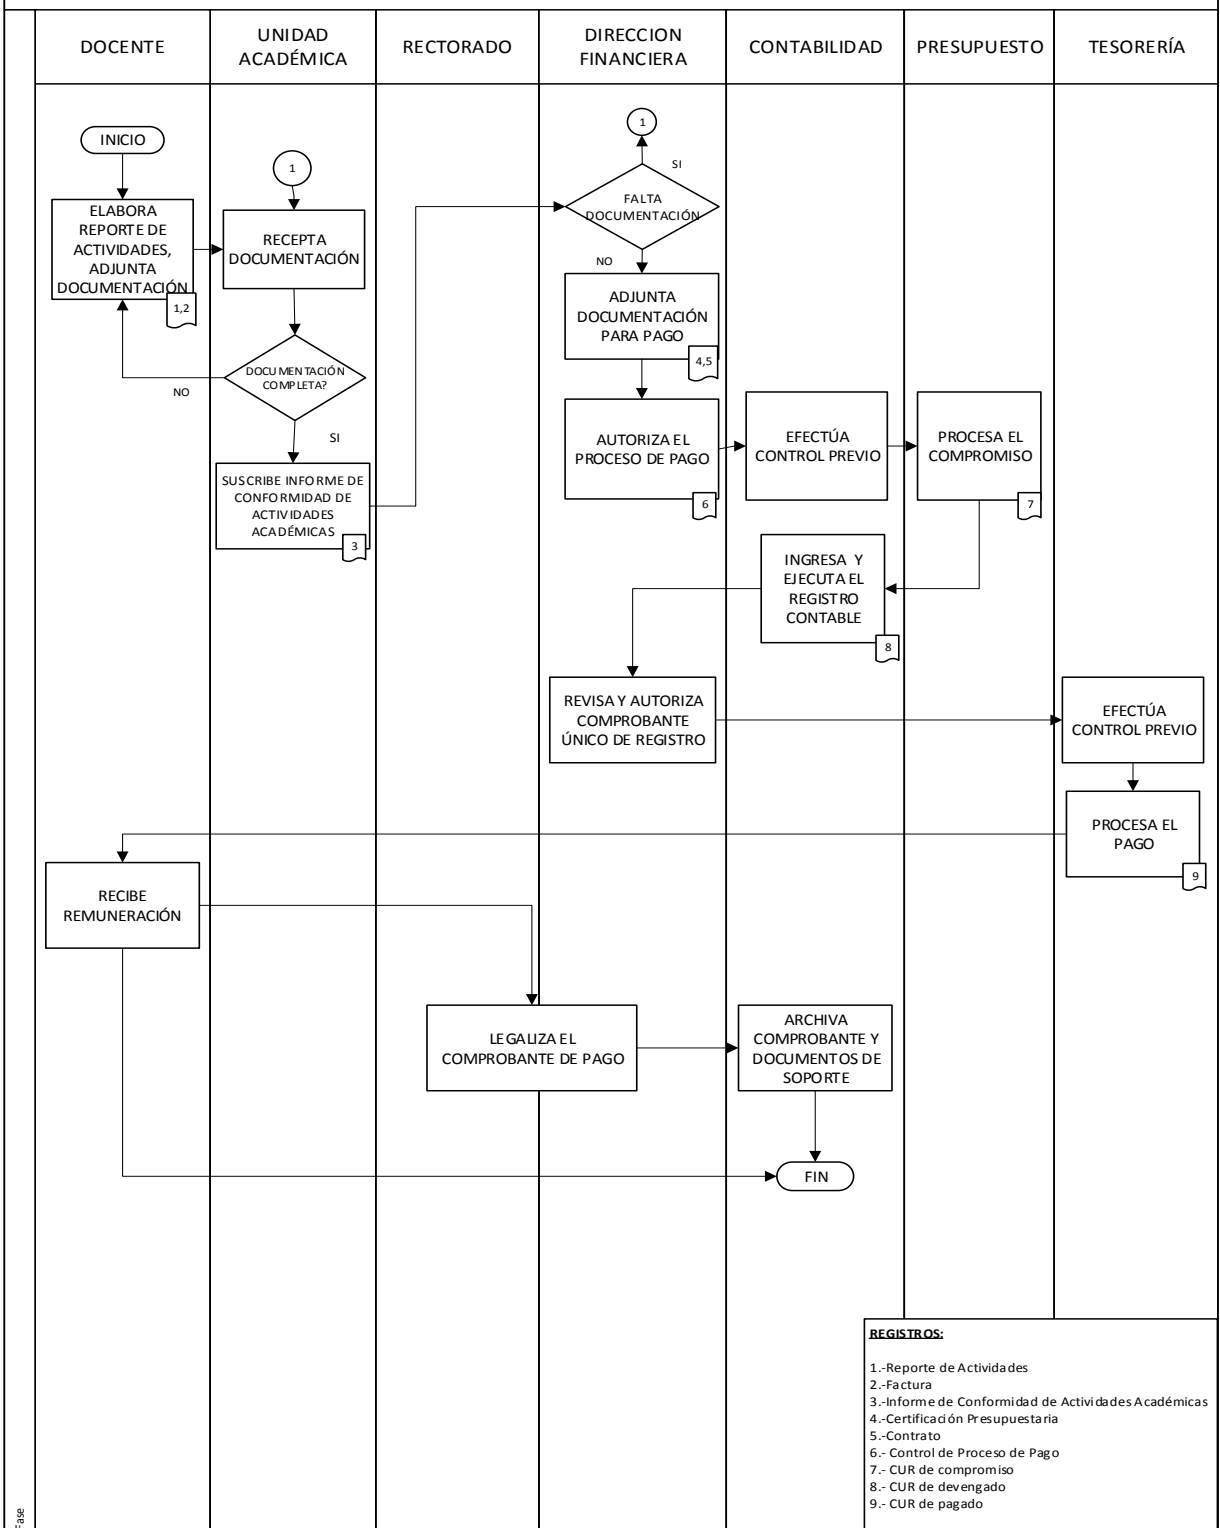 DOCENTE
UNIDAD
ACADÉMICA
RECTORADO
DIRECCION
FINANCIERA
CONTABILIDAD
PRESUPUESTO
TESORERÍA
INICIO
1
1
SI
FALTA
DOCUMENTACIÓN
ELABORA
REPORTE DE
ACTIVIDADES,
ADJUNTA
DOCUMENTACIÓN
1,2
RECEPTA
DOCUMENTACIÓN
NO
ADJUNTA
DOCUMENTACIÓN
PARA PAGO
4,5
DOCUMENTACIÓN
COMPLETA?
NO
SI
AUTORIZA EL
PROCESO DE PAGO
6
EFECTÚA
CONTROL PREVIO
PROCESA EL
COMPROMISO
7
SUSCRIBE INFORME DE
CONFORMIDAD DE
ACTIVIDADES
ACADÉMICAS
3
INGRESA Y
EJECUTA EL
REGISTRO
CONTABLE
8
REVISA Y AUTORIZA
COMPROBANTE
ÚNICO DE REGISTRO
EFECTÚA
CONTROL PREVIO
PROCESA EL
PAGO
9
RECIBE
REMUNERACIÓN
LEGALIZA EL
COMPROBANTE DE PAGO
ARCHIVA
COMPROBANTE Y
DOCUMENTOS DE
SOPORTE
FIN
REGISTROS:
1.-Reporte de Actividades
2.-Factura
3.-Informe de Conformidad de Actividades Académicas
4.-Certificación Presupuestaria
5.-Contrato
6.- Control de Proceso de Pago
7.- CUR de compromiso
8.- CUR de devengado
9.- CUR de pagado
Fase